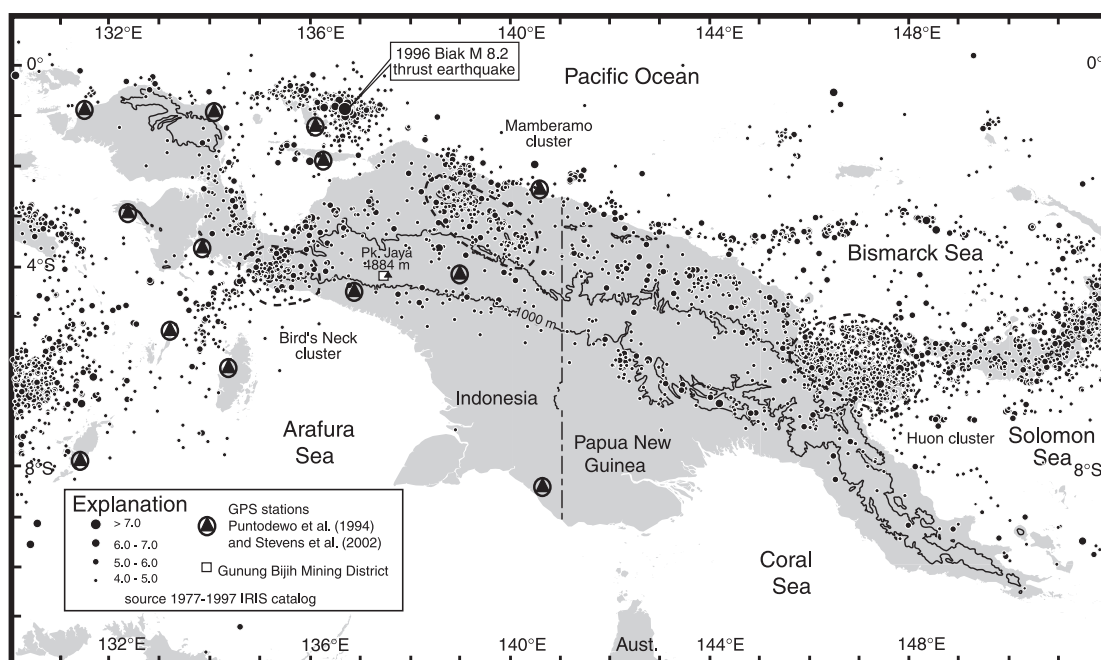 132°E 136°E 140°E 144°E 148°E
0°
0°
1996 Biak M 8.2
thrust earthquake
Pacific Ocean
Mamberamo
cluster
Bismarck Sea
4°S
Pk. Jaya
4884 m
1000 m
Bird's Neck
cluster
Indonesia
Arafura
Sea
Papua New
Guinea
Huon cluster
Solomon
Sea
8°S
8°S
Explanation
> 7.0
6.0 - 7.0
5.0 - 6.0
4.0 - 5.0
GPS stations
Puntodewo et al. (1994)
and Stevens et al. (2002)
Gunung Bijih Mining District
source 1977-1997 IRIS catalog
Coral
Sea
132°E 136°E 140°E Aust. 144°E 148°E